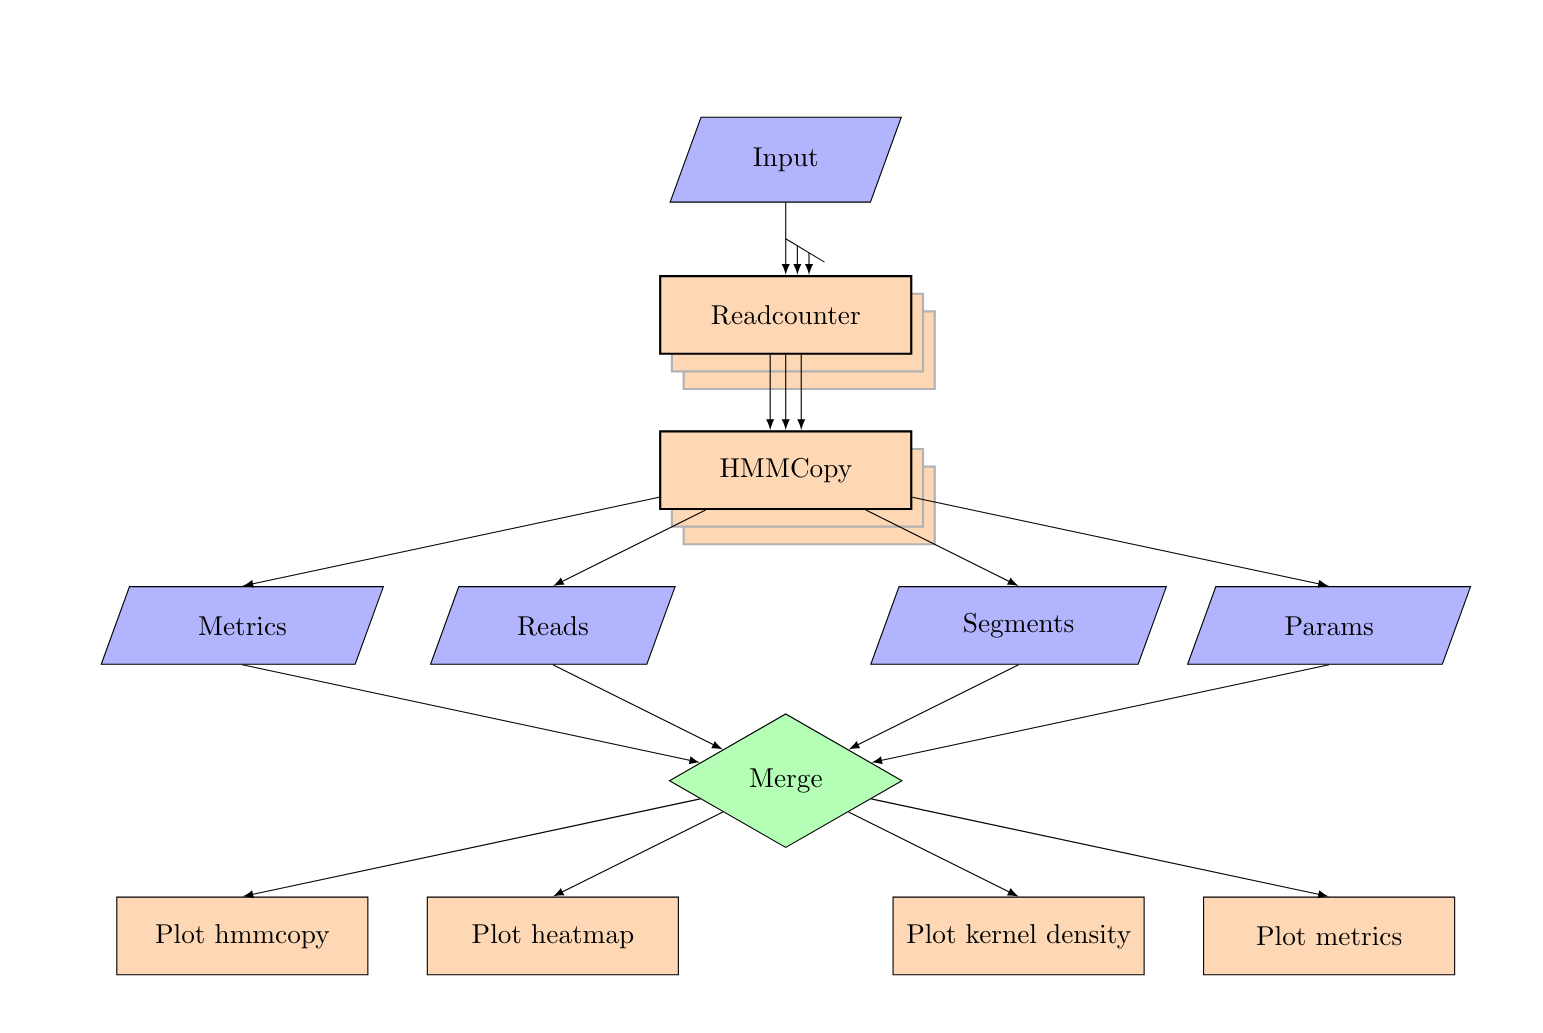 Input
Readcounter
HMMCopy
Metrics
Reads
Segments
Params
Merge
Plot hmmcopy
Plot heatmap
Plot kernel density
Plot metrics